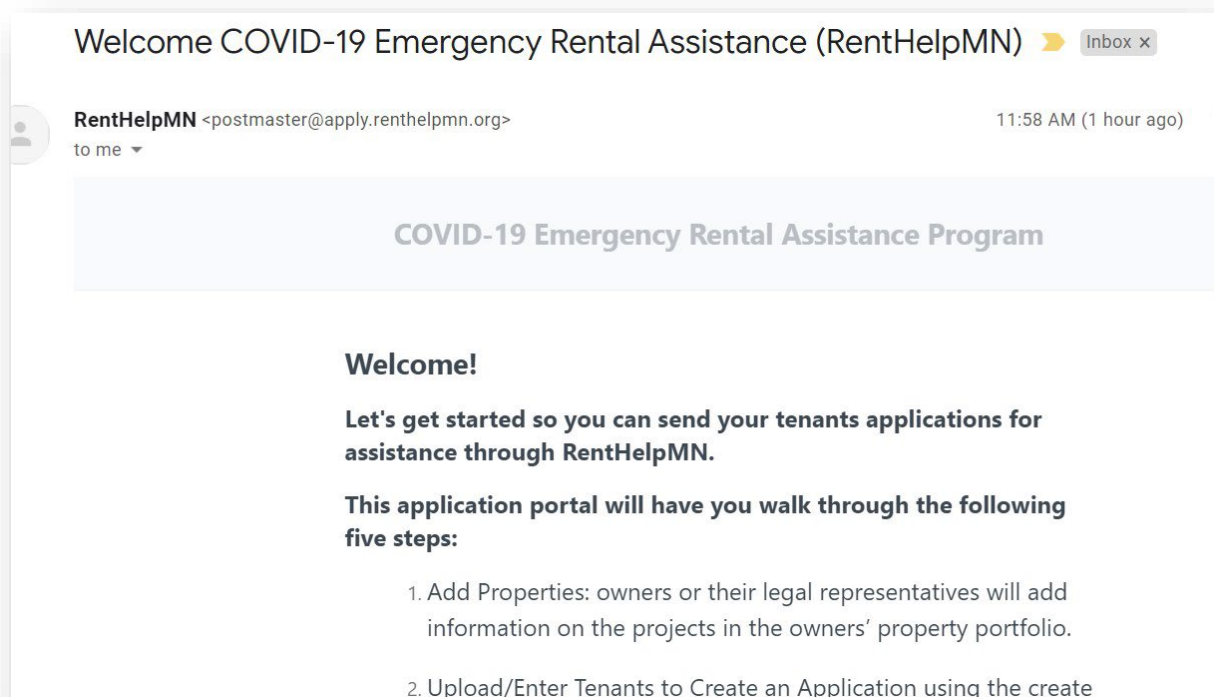 Welcome COVID-19 Emergency Rental Assistance (RentHelpMN) Inbox x
RentHelpMN <postmaster@apply.renthelpmn.org> 11:58 AM (1 hour ago)
to me
COVID-19 Emergency Rental Assistance Program
Welcome!
Let's get started so you can send your tenants applications for
assistance through RentHelpMN.
This application portal will have you walk through the following
five steps:
1. Add Properties: owners or their legal representatives will add
information on the projects in the owners’ property portfolio.
2. Upload/Enter Tenants to Create an Application using the create